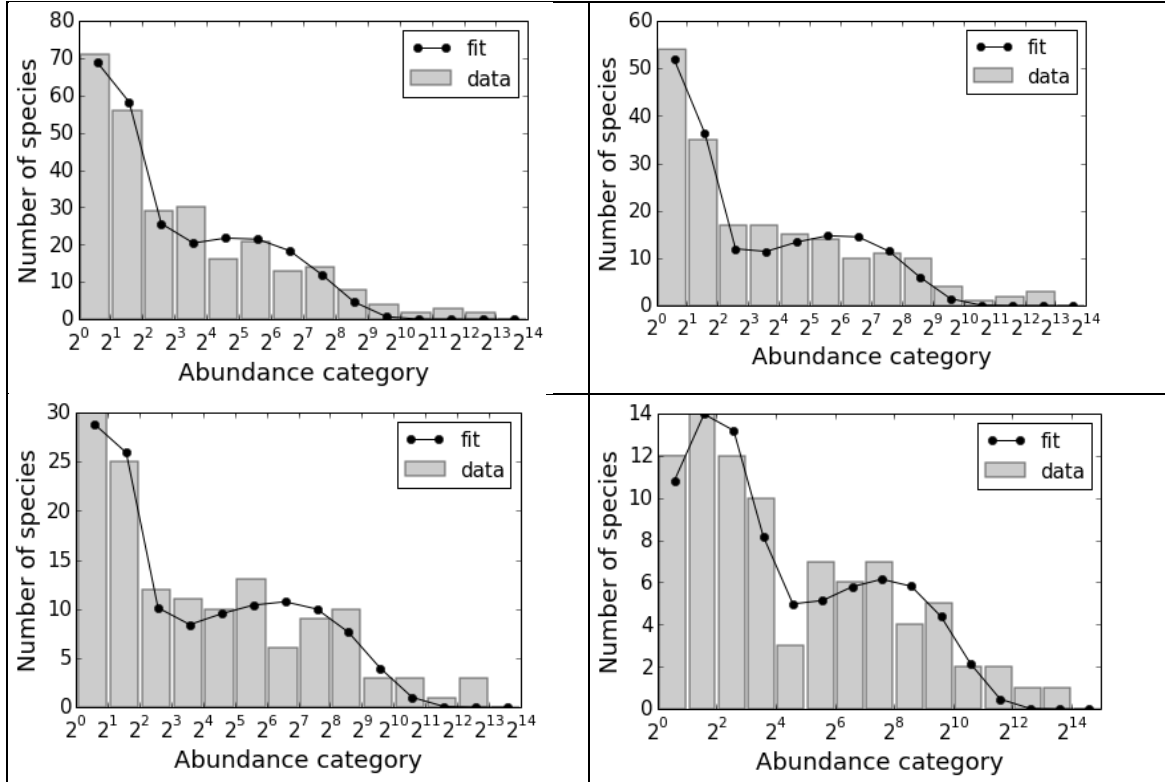 80
70
60
50
40
30
20
10
0
Number of species
fit
data
2^0 2^1 2^2 2^3 2^4 2^5 2^6 2^7 2^8 2^9 2^10 2^11 2^12 2^13 2^14
Abundance category
60
50
40
30
20
10
0
Number of species
fit
data
2^0 2^1 2^2 2^3 2^4 2^5 2^6 2^7 2^8 2^9 2^10 2^11 2^12 2^13 2^14
Abundance category
30
25
20
15
10
5
0
Number of species
fit
data
2^0 2^1 2^2 2^3 2^4 2^5 2^6 2^7 2^8 2^9 2^10 2^11 2^12 2^13 2^14
Abundance category
14
12
10
8
6
4
2
0
Number of species
fit
data
2^0 2^2 2^4 2^6 2^8 2^10 2^12 2^14
Abundance category